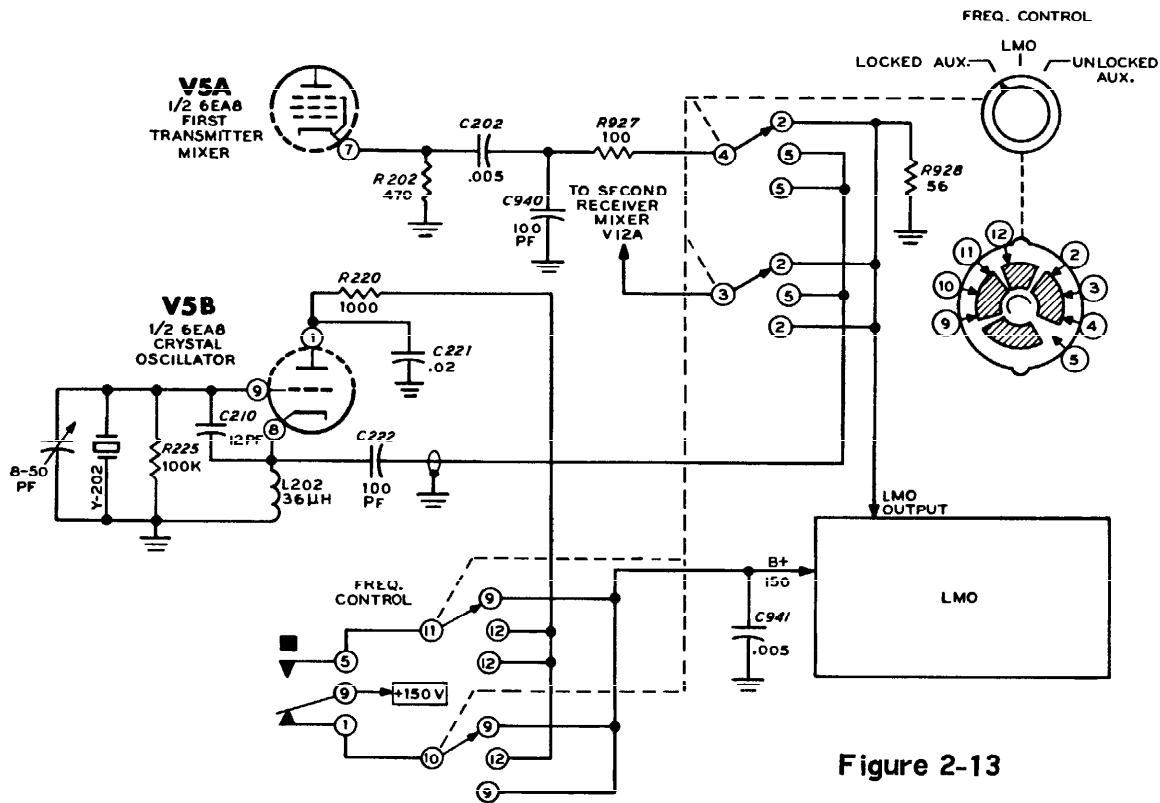 FREQ. CONTROL
LMO
LOCKED AUX.
UNLOCKED
AUX.
V5A
1/2 6EA8
FIRST
TRANSMITTER
MIXER
7
C202
.005
R202
470
C940
100
PF
R927
100
4
2
5
5
R928
56
TO SECOND
RECEIVER
MIXER
V12A
3
2
5
2
12
11
10
9
2
3
4
5
R220
1000
V5B
1/2 6EA8
CRYSTAL
OSCILLATOR
1
C221
.02
9
8
C210
12PF
8-50
PF
Y-202
R225
100K
L202
36µH
C222
100
PF
LMO
OUTPUT
B+
150
LMO
C941
.005
FREQ.
CONTROL
11
9
12
12
5
9
+150 V
1
10
9
12
9
Figure 2-13